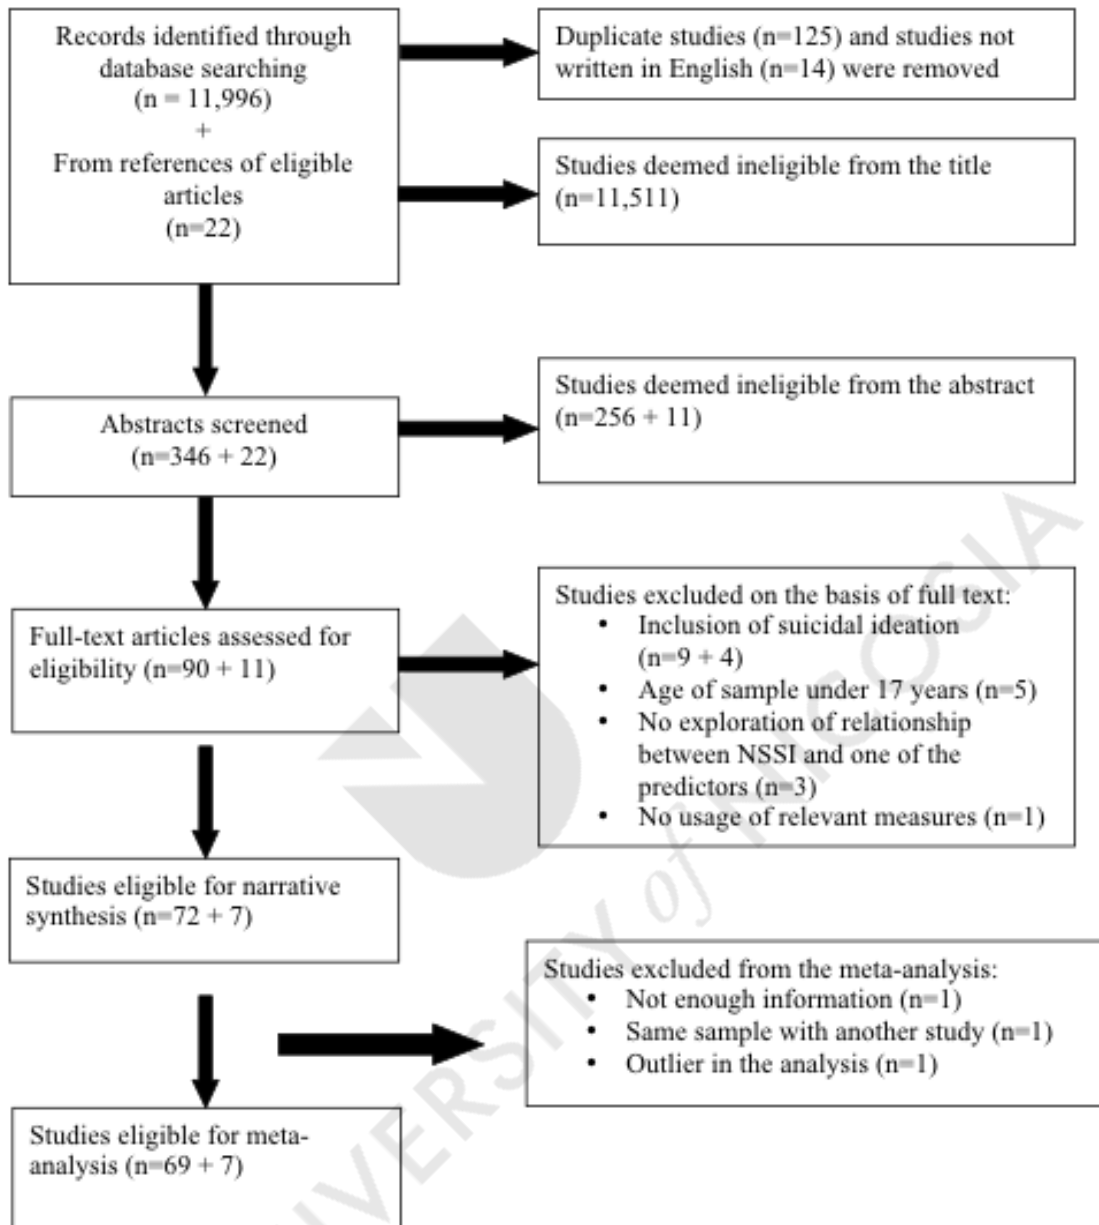 Records identified through
database searching
(n = 11,996)
+
From references of eligible
articles
(n=22)
Duplicate studies (n=125) and studies not
written in English (n=14) were removed
Studies deemed ineligible from the title
(n=11,511)
Abstracts screened
(n=346 + 22)
Studies deemed ineligible from the abstract
(n=256 + 11)
Full-text articles assessed for
eligibility (n=90 + 11)
Studies excluded on the basis of full text:
• Inclusion of suicidal ideation
(n=9 + 4)
• Age of sample under 17 years (n=5)
• No exploration of relationship
between NSSI and one of the
predictors (n=3)
• No usage of relevant measures (n=1)
Studies eligible for narrative
synthesis (n=72 + 7)
Studies excluded from the meta-analysis:
• Not enough information (n=1)
• Same sample with another study (n=1)
• Outlier in the analysis (n=1)
Studies eligible for meta-
analysis (n=69 + 7)
VERSITY of NICOSIA